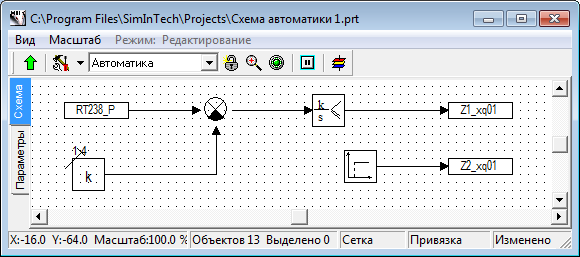 C:\Program Files\SimInTech\Projects\Схема автоматики 1.prt
Вид Масштаб Режим: Редактирование
Автоматика
Схема
Параметры
RT238_P
k
s
Z1_xq01
1.4
k
Z2_xq01
X:-16.0 Y:-64.0 Масштаб:100.0 % Объектов 13 Выделено 0 Сетка Привязка Изменено